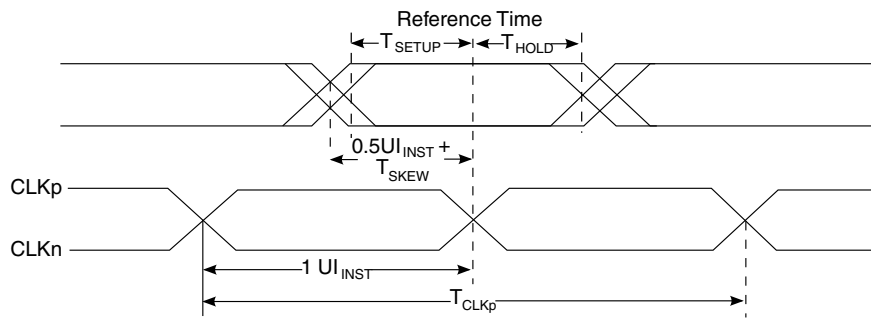 Reference Time
T_SETUP T_HOLD
0.5UI_INST +
T_SKEW
CLKp
CLKn
1 UI_INST
T_CLKp